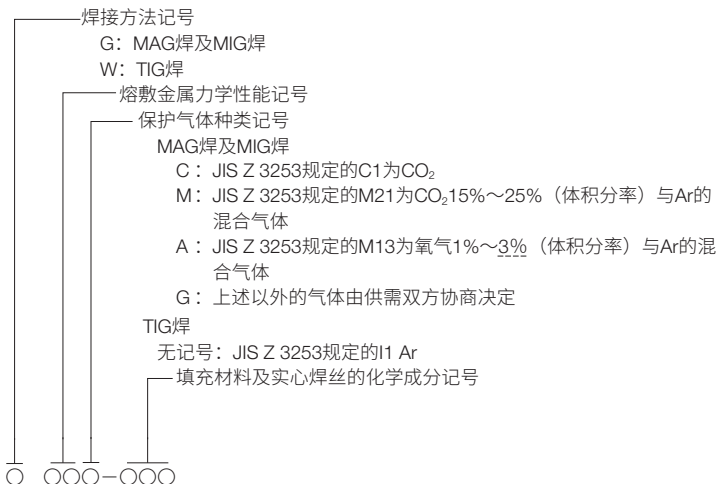 焊接方法记号
G：MAG焊及MIG焊
W：TIG焊
熔敷金属力学性能记号
保护气体种类记号
MAG焊及MIG焊
C：JIS Z 3253规定的C1为CO₂
M：JIS Z 3253规定的M21为CO₂15%～25%（体积分率）与Ar的
混合气体
A：JIS Z 3253规定的M13为氧气1%～3%（体积分率）与Ar的混
合气体
G：上述以外的气体由供需双方协商决定
TIG焊
无记号：JIS Z 3253规定的I1 Ar
填充材料及实心焊丝的化学成分记号
○ ○○○－○○○